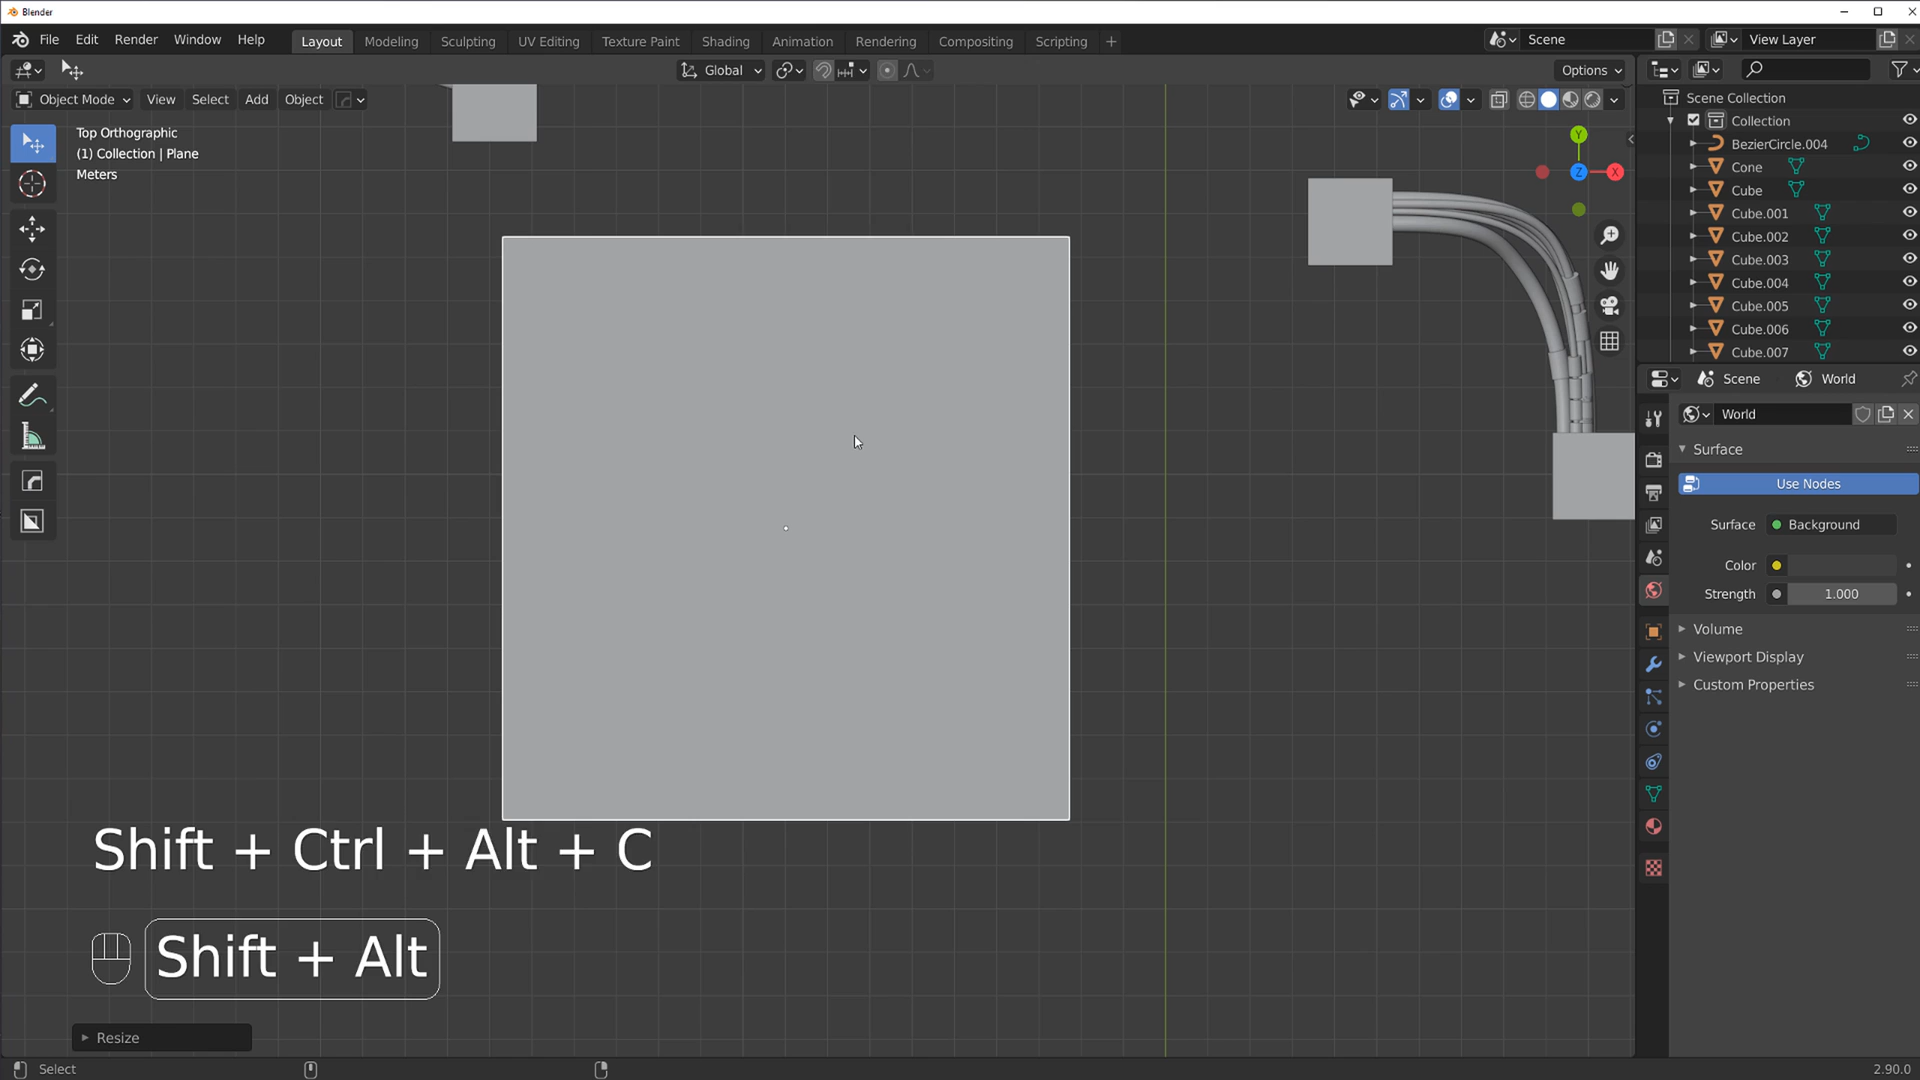 Blender
File Edit Render Window Help
Layout Modeling Sculpting UV Editing Texture Paint Shading Animation Rendering Compositing Scripting +
Scene View Layer
Global Options
Object Mode View Select Add Object
Top Orthographic
(1) Collection | Plane
Meters
Y
Z X
Scene Collection
Collection
BezierCircle.004
Cone
Cube
Cube.001
Cube.002
Cube.003
Cube.004
Cube.005
Cube.006
Cube.007
Scene World
World
Surface
Use Nodes
Surface Background
Color
Strength 1.000
Volume
Viewport Display
Custom Properties
Shift + Ctrl + Alt + C
Shift + Alt
Resize
Select 2.90.0